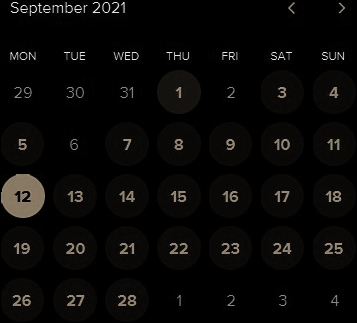 September 2021
MON TUE WED THU FRI SAT SUN
29 30 31 1 2 3 4
5 6 7 8 9 10 11
12 13 14 15 16 17 18
19 20 21 22 23 24 25
26 27 28 1 2 3 4